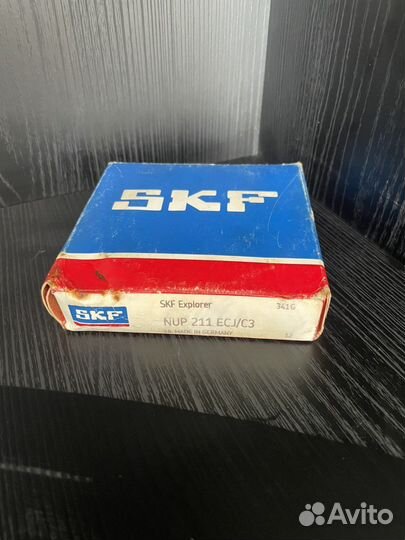 SKF
SKF Explorer 341G
SKF
NUP 211 ECJ/C3
MADE IN GERMANY
Avito